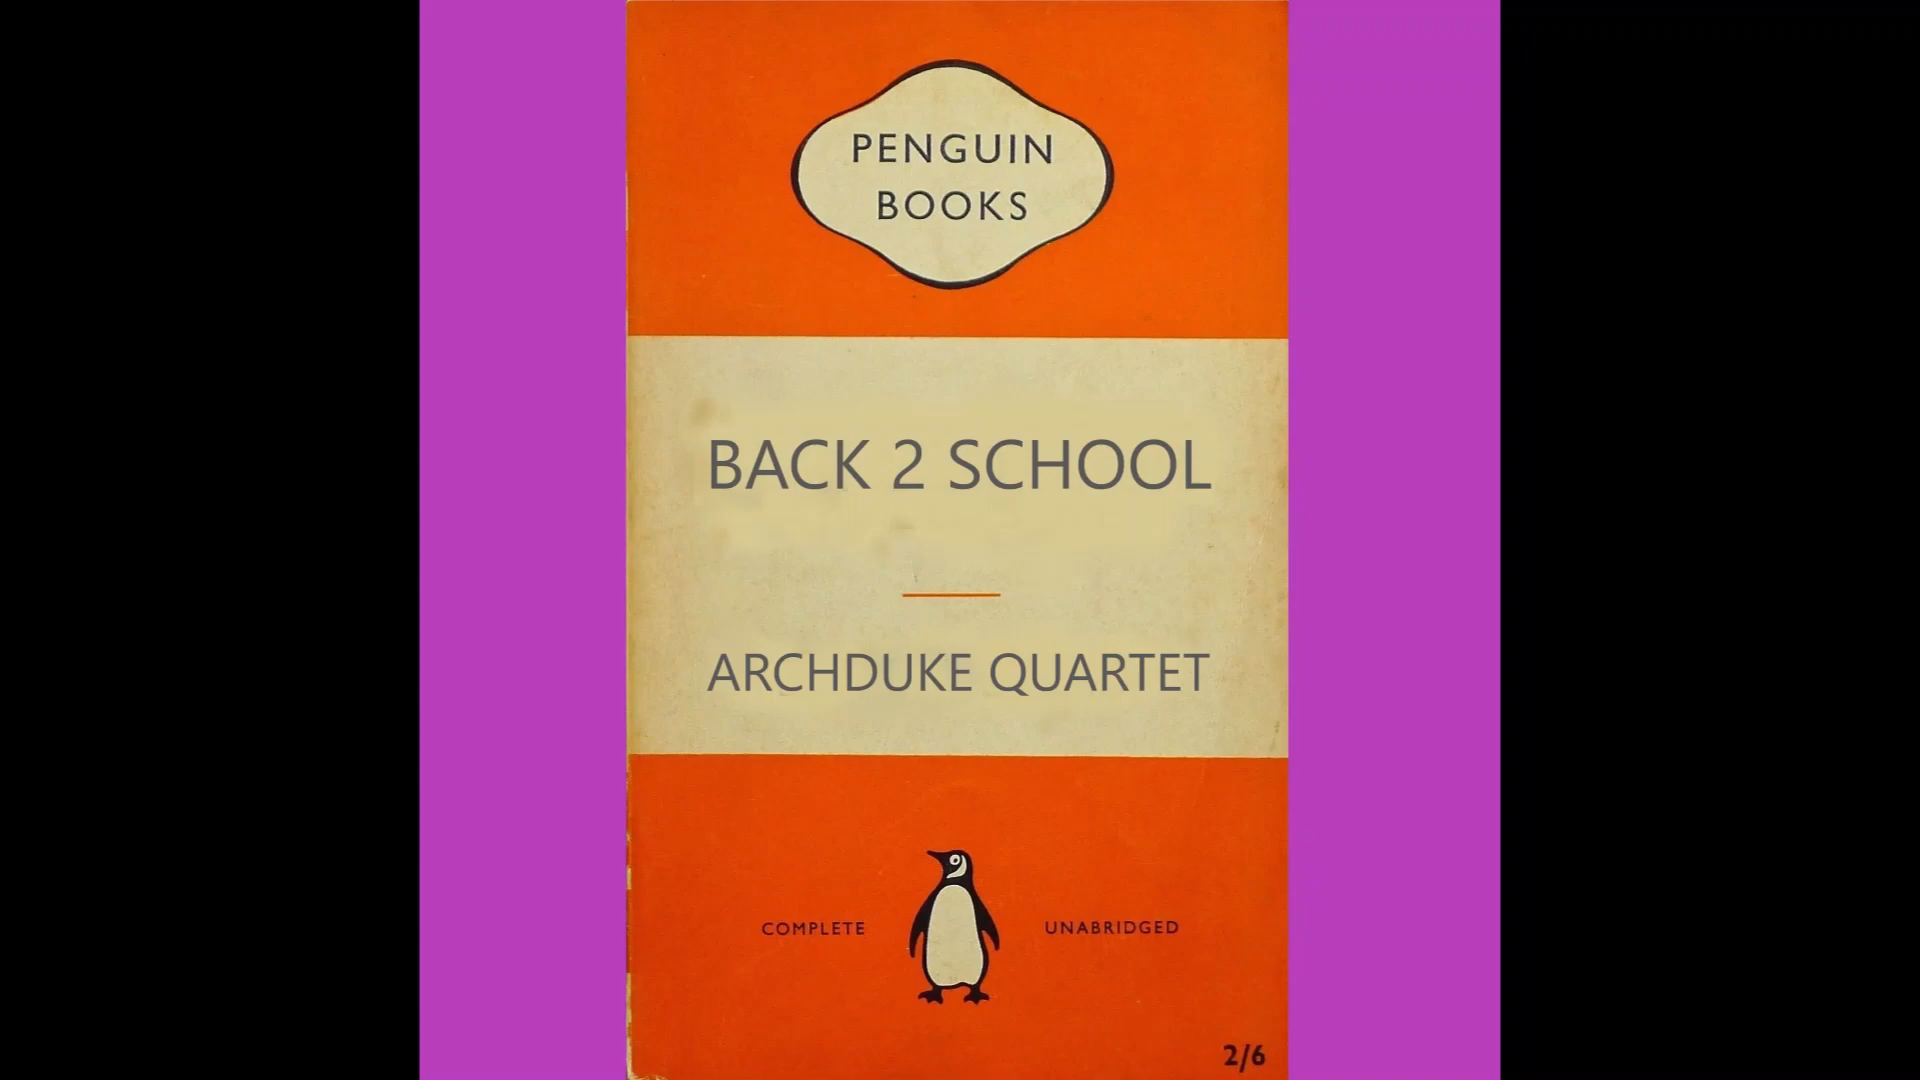 PENGUIN
BOOKS
BACK 2 SCHOOL
ARCHDUKE QUARTET
COMPLETE UNABRIDGED
2/6